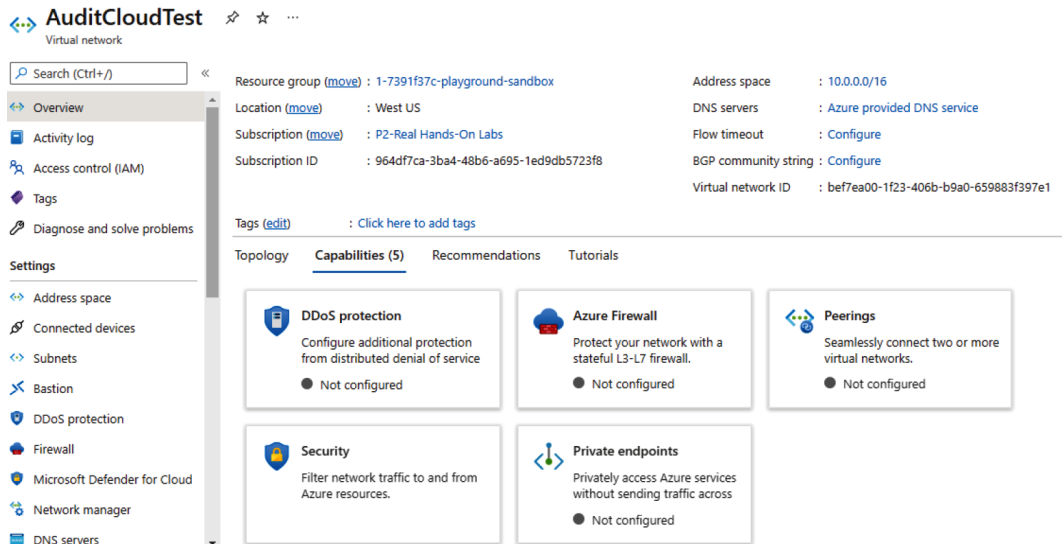 AuditCloudTest
Virtual network
Search (Ctrl+/)
Overview
Activity log
Access control (IAM)
Tags
Diagnose and solve problems
Settings
Address space
Connected devices
Subnets
Bastion
DDoS protection
Firewall
Microsoft Defender for Cloud
Network manager
DNS servers
Resource group (move) : 1-7391f37c-playground-sandbox
Location (move) : West US
Subscription (move) : P2-Real Hands-On Labs
Subscription ID : 964df7ca-3ba4-48b6-a695-1ed9db5723f8
Address space : 10.0.0.0/16
DNS servers : Azure provided DNS service
Flow timeout : Configure
BGP community string : Configure
Virtual network ID : bef7ea00-1f23-406b-b9a0-659883f397e1
Tags (edit) : Click here to add tags
Topology Capabilities (5) Recommendations Tutorials
DDoS protection
Configure additional protection
from distributed denial of service
Not configured
Azure Firewall
Protect your network with a
stateful L3-L7 firewall.
Not configured
Peerings
Seamlessly connect two or more
virtual networks.
Not configured
Security
Filter network traffic to and from
Azure resources.
Private endpoints
Privately access Azure services
without sending traffic across
Not configured